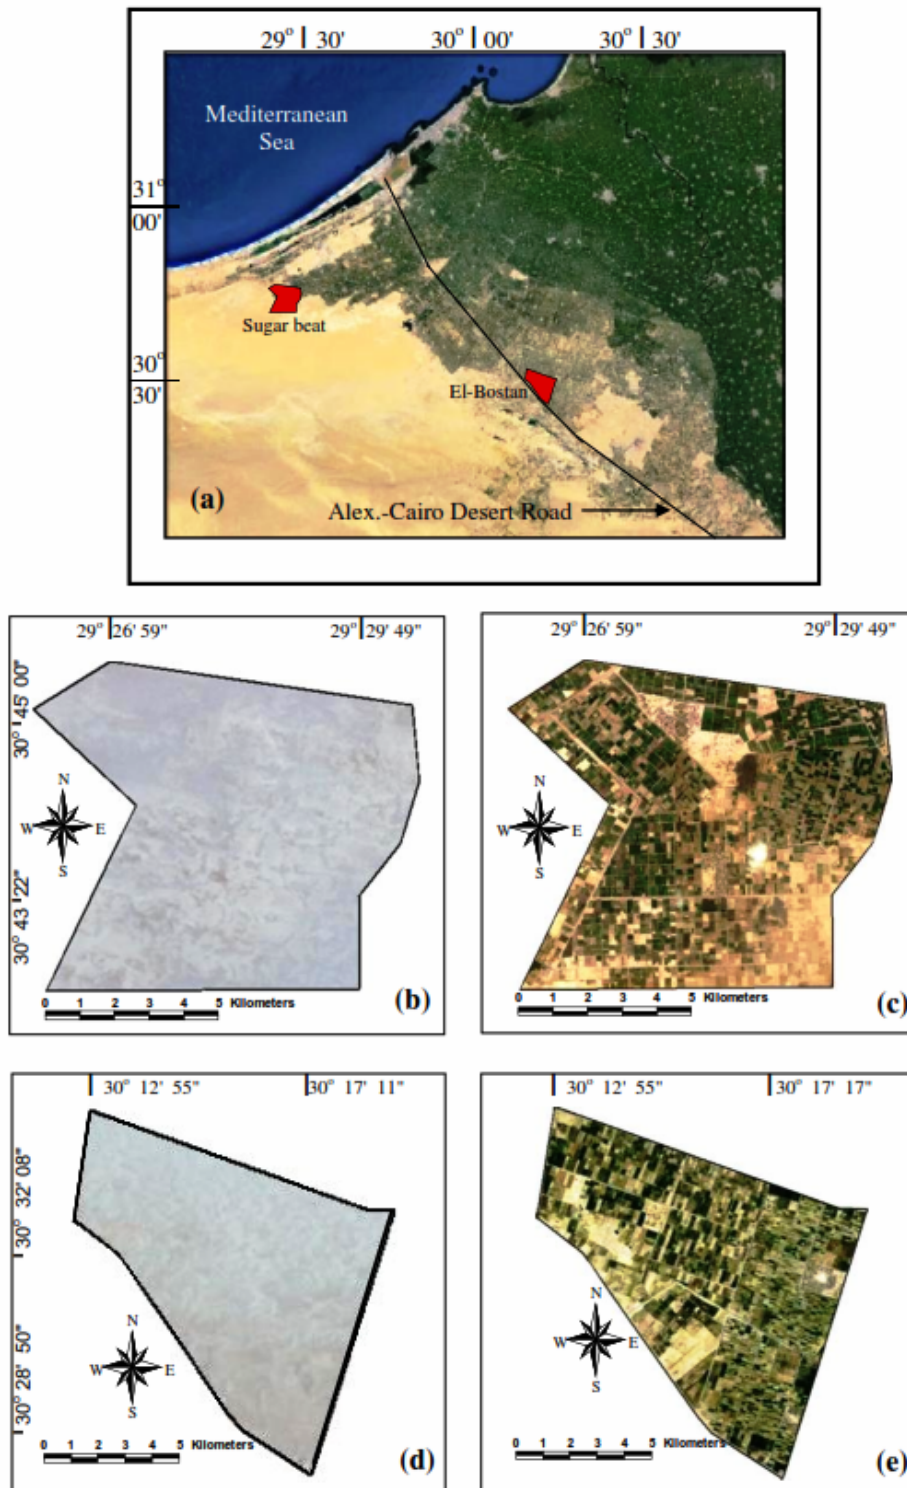 29° 30' 30° 00' 30° 30'
Mediterranean
Sea
31°
00'
Sugar beat
30°
30'
El-Bostan
(a)
Alex.-Cairo Desert Road
29° 26' 59" 29° 29' 49"
30° 45' 00"
N
W E
S
30° 43' 22"
0 1 2 3 4 5 Kilometers
(b)
29° 26' 59" 29° 29' 49"
N
W E
S
0 1 2 3 4 5 Kilometers
(c)
30° 12' 55" 30° 17' 11"
30° 32' 08"
N
W E
S
30° 28' 50"
0 1 2 3 4 5 Kilometers
(d)
30° 12' 55" 30° 17' 17"
N
W E
S
0 1 2 3 4 5 Kilometers
(e)